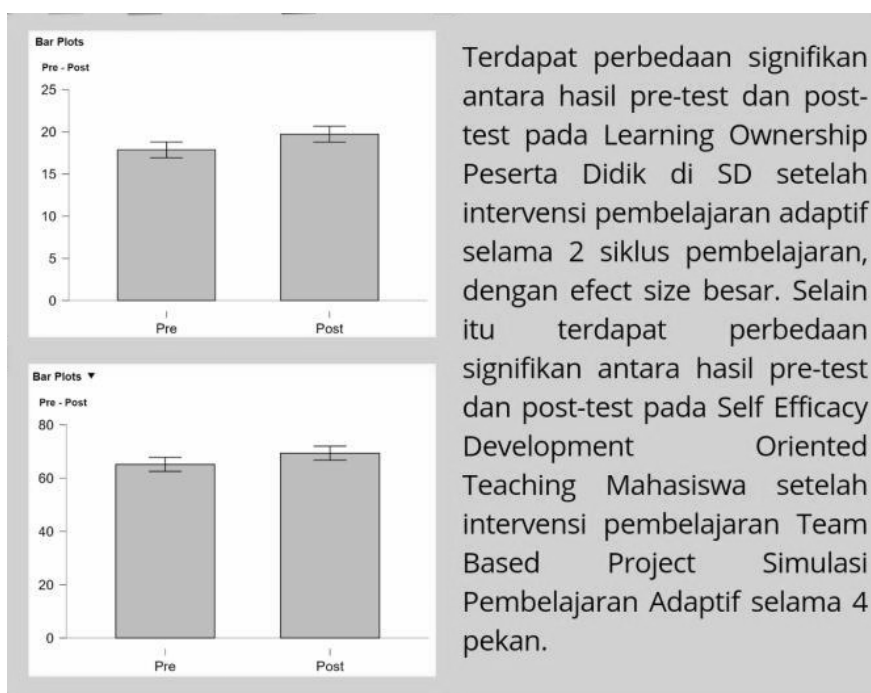 Bar Plots
Pre - Post
25
20
15
10
5
0
Pre Post
Bar Plots ▼
Pre - Post
80
60
40
20
0
Pre Post
Terdapat perbedaan signifikan
antara hasil pre-test dan post-
test pada Learning Ownership
Peserta Didik di SD setelah
intervensi pembelajaran adaptif
selama 2 siklus pembelajaran,
dengan efect size besar. Selain
itu terdapat perbedaan
signifikan antara hasil pre-test
dan post-test pada Self Efficacy
Development Oriented
Teaching Mahasiswa setelah
intervensi pembelajaran Team
Based Project Simulasi
Pembelajaran Adaptif selama 4
pekan.